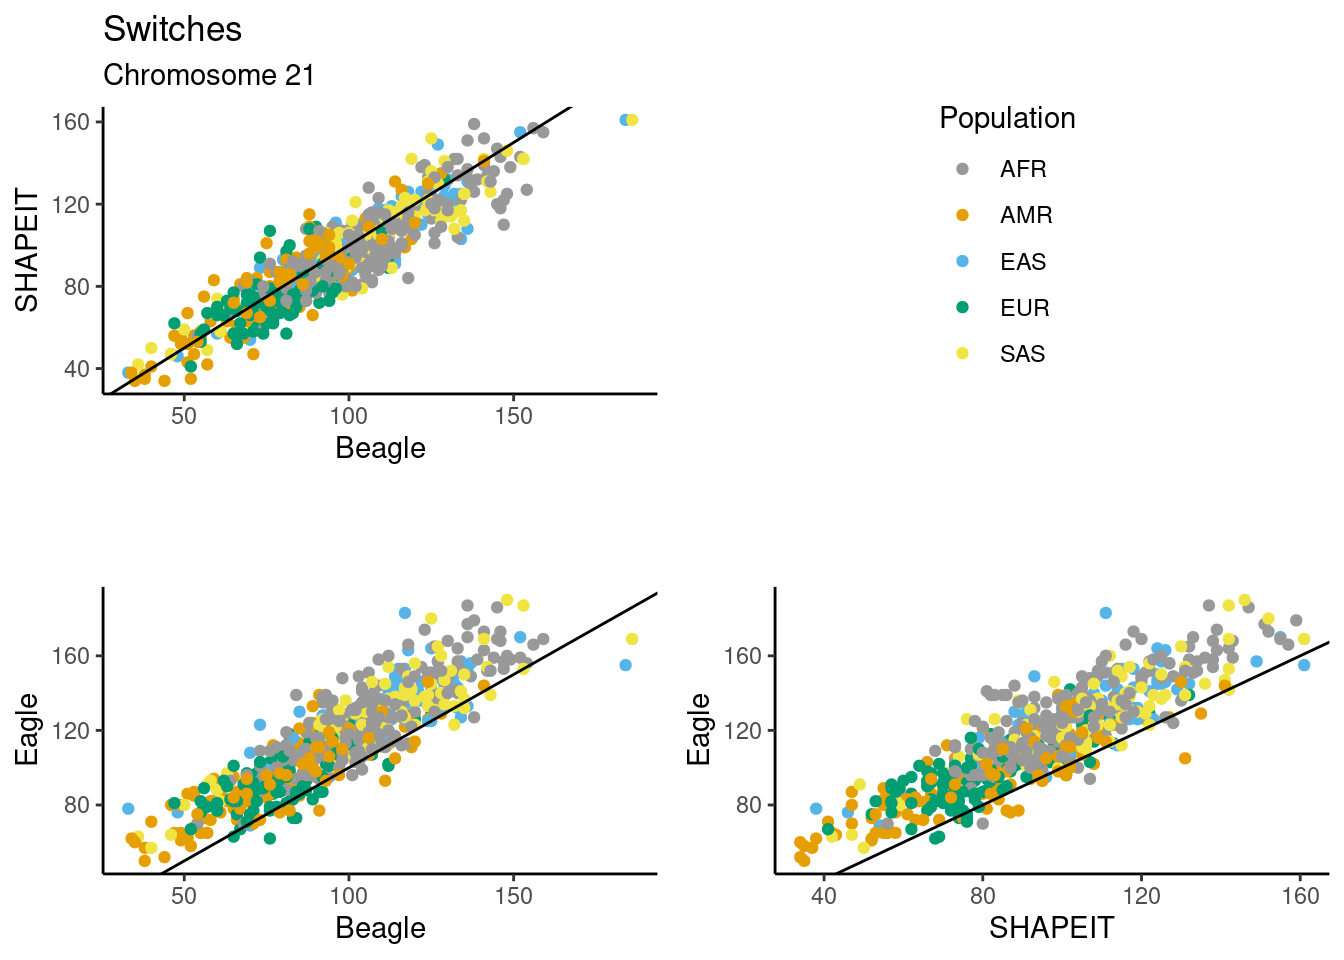 Switches
Chromosome 21
160
120
80
40
SHAPEIT
50 100 150
Beagle
Population
AFR
AMR
EAS
EUR
SAS
160
120
80
Eagle
50 100 150
Beagle
160
120
80
Eagle
40 80 120 160
SHAPEIT